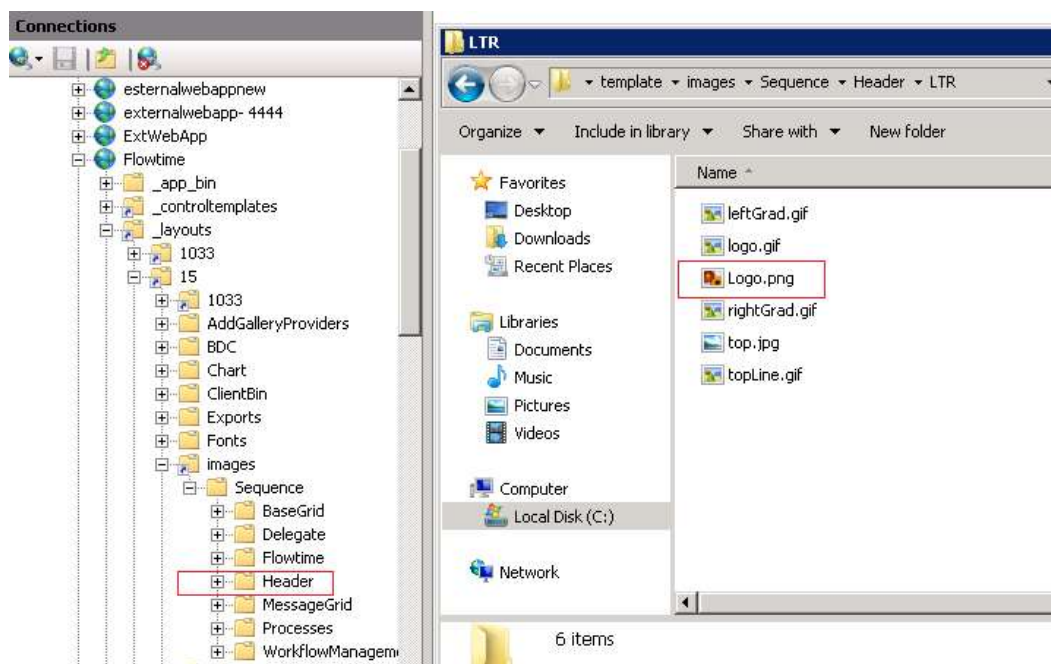 Connections
esternalwebappnew
externalwebapp- 4444
ExtWebApp
Flowtime
_app_bin
_controltemplates
_layouts
1033
15
1033
AddGalleryProviders
BDC
Chart
ClientBin
Exports
Fonts
images
Sequence
BaseGrid
Delegate
Flowtime
Header
MessageGrid
Processes
WorkflowManagem
LTR
template images Sequence Header LTR
Organize Include in library Share with New folder
Favorites
Desktop
Downloads
Recent Places
Libraries
Documents
Music
Pictures
Videos
Computer
Local Disk (C:)
Network
Name
leftGrad.gif
logo.gif
Logo.png
rightGrad.gif
top.jpg
topLine.gif
6 items